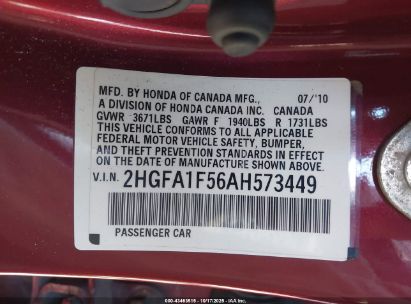 MFD. BY HONDA OF CANADA MFG., 07/'10
A DIVISION OF HONDA CANADA INC. CANADA
GVWR 3671LBS GAWR F 1940LBS R 1731LBS
THIS VEHICLE CONFORMS TO ALL APPLICABLE
FEDERAL MOTOR VEHICLE SAFETY, BUMPER,
AND THEFT PREVENTION STANDARDS IN EFFECT
ON THE DATE OF MANUFACTURE SHOWN ABOVE.
V.I.N. 2HGFA1F56AH573449
PASSENGER CAR